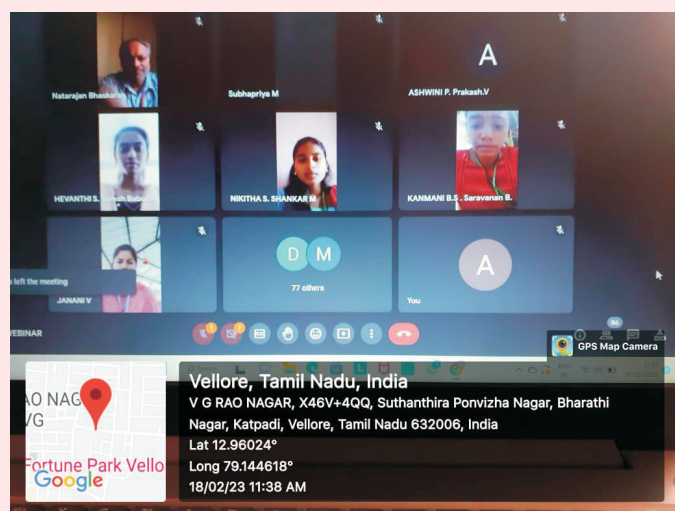 A
Natarajan Bhaskaran
Subhapriya M
ASHWINI P. Prakash.V
HEVANTHI S.
NIKITHA S. SHANKAR M
KANMANI B.S . Saravanan B.
D M
77 others
A
left the meeting
JANANI V
You
WEBINAR
86
GPS Map Camera
Vellore, Tamil Nadu, India
V G RAO NAGAR, X46V+4QQ, Suthanthira Ponvizha Nagar, Bharathi
Nagar, Katpadi, Vellore, Tamil Nadu 632006, India
Lat 12.96024°
Long 79.144618°
18/02/23 11:38 AM
AO NAG
VG
Fortune Park Vello
Google